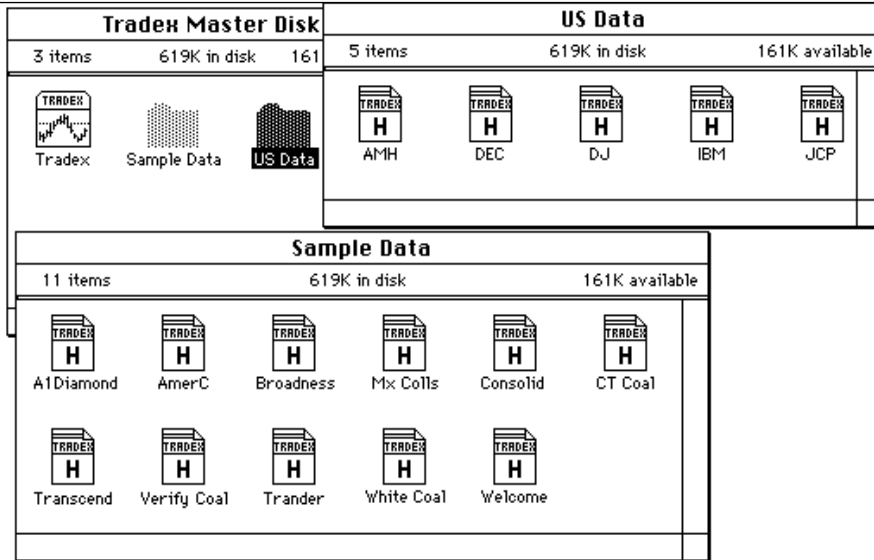 Tradex Master Disk
3 items 619K in disk 161
TRADEX
Tradex Sample Data US Data
US Data
5 items 619K in disk 161K available
TRADEX TRADEX TRADEX TRADEX TRADEX
H H H H H
AMH DEC DJ IBM JCP
Sample Data
11 items 619K in disk 161K available
TRADEX TRADEX TRADEX TRADEX TRADEX TRADEX
H H H H H H
A1Diamond AmerC Broadness Mx Colls Consolid CT Coal
TRADEX TRADEX TRADEX TRADEX TRADEX
H H H H H
Transcend Verify Coal Trander White Coal Welcome